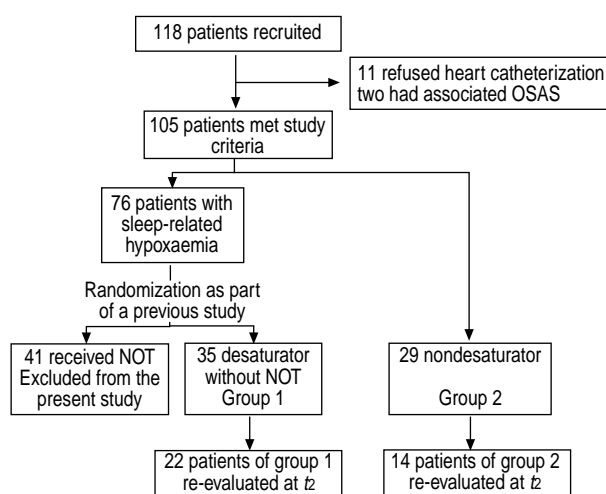 118 patients recruited
11 refused heart catheterization
two had associated OSAS
105 patients met study
criteria
76 patients with
sleep-related
hypoxaemia
Randomization as part
of a previous study
41 received NOT
Excluded from the
present study
35 desaturator
without NOT
Group 1
29 nondesaturator
Group 2
22 patients of group 1
re-evaluated at t2
14 patients of group 2
re-evaluated at t2